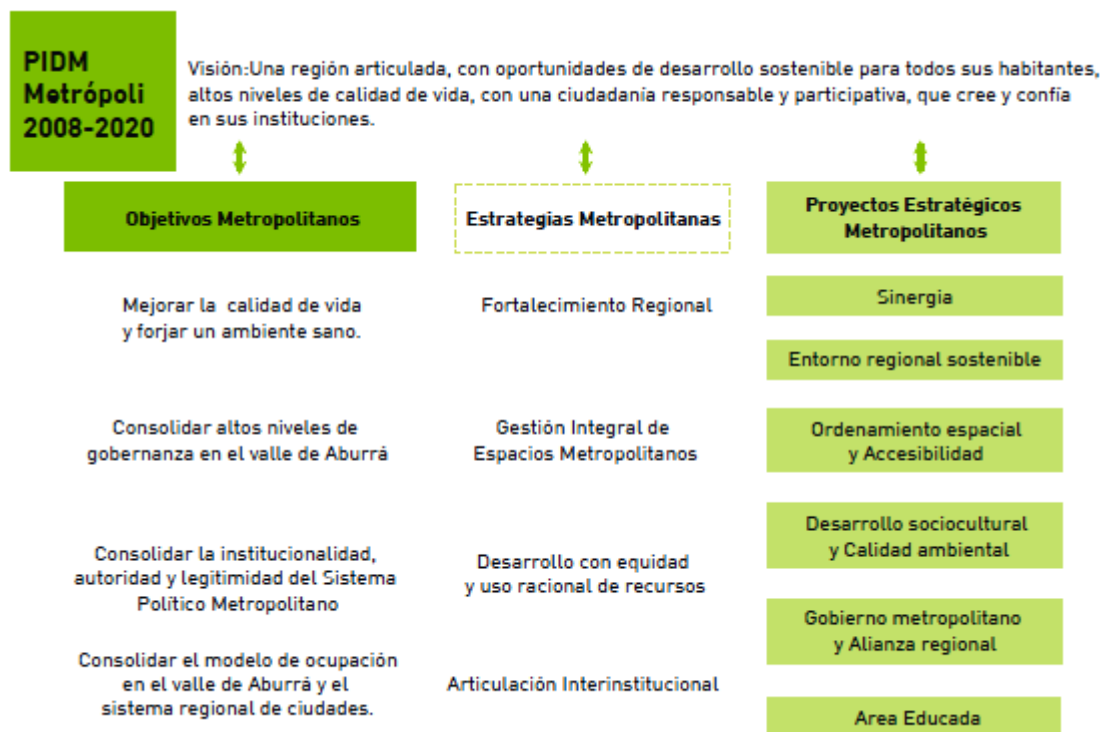 PIDM
Metrópoli
2008-2020
Visión:Una región articulada, con oportunidades de desarrollo sostenible para todos sus habitantes,
altos niveles de calidad de vida, con una ciudadanía responsable y participativa, que cree y confía
en sus instituciones.
Objetivos Metropolitanos
Mejorar la calidad de vida
y forjar un ambiente sano.
Consolidar altos niveles de
gobernanza en el valle de Aburrá
Consolidar la institucionalidad,
autoridad y legitimidad del Sistema
Político Metropolitano
Consolidar el modelo de ocupación
en el valle de Aburrá y el
sistema regional de ciudades.
Estrategias Metropolitanas
Fortalecimiento Regional
Gestión Integral de
Espacios Metropolitanos
Desarrollo con equidad
y uso racional de recursos
Articulación Interinstitucional
Proyectos Estratégicos
Metropolitanos
Sinergia
Entorno regional sostenible
Ordenamiento espacial
y Accesibilidad
Desarrollo sociocultural
y Calidad ambiental
Gobierno metropolitano
y Alianza regional
Area Educada